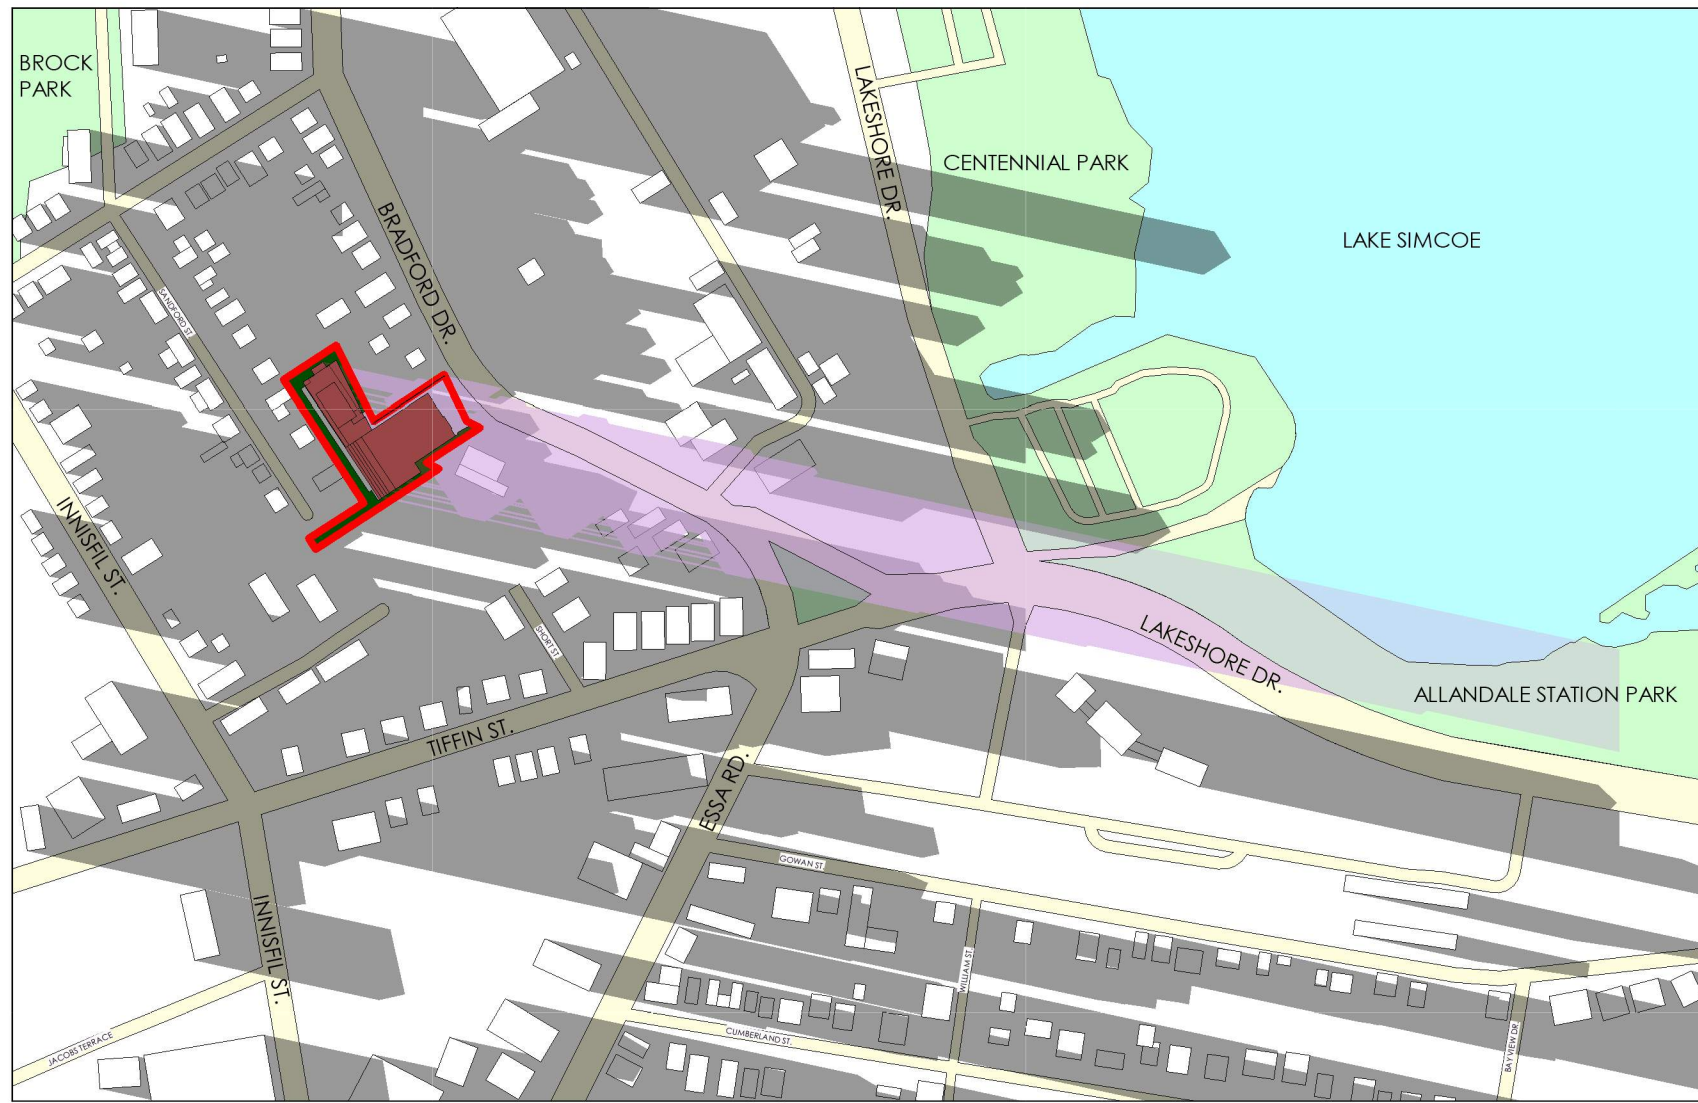 BROCK
PARK
LAKESHORE DR.
CENTENNIAL PARK
LAKE SIMCOE
BRADFORD DR.
SANDFORD ST
INNISFIL ST.
SHORT ST
LAKESHORE DR.
ALLANDALE STATION PARK
TIFFIN ST.
ESSA RD.
GOWAN ST.
INNISFIL ST.
WILLIAM ST.
JACOBS TERRACE
CUMBERLAND ST.
BAYVIEW DR